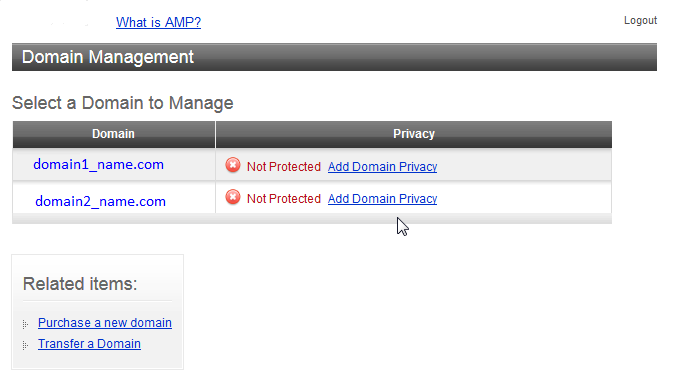 What is AMP? Logout
Domain Management
Select a Domain to Manage
Domain Privacy
domain1_name.com Not Protected Add Domain Privacy
domain2_name.com Not Protected Add Domain Privacy
Related items:
Purchase a new domain
Transfer a Domain